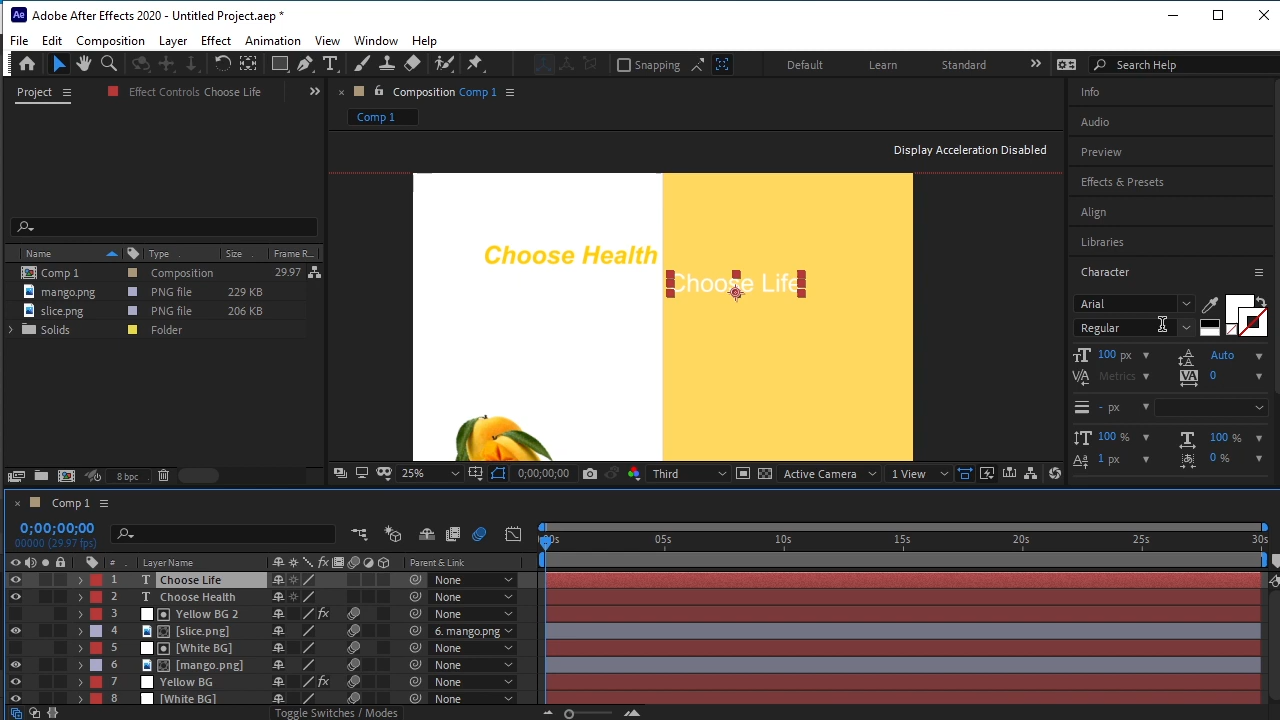 Ae Adobe After Effects 2020 - Untitled Project.aep *
File Edit Composition Layer Effect Animation View Window Help
Snapping Default Learn Standard Search Help
Project Effect Controls Choose Life
Composition Comp 1
Comp 1
Display Acceleration Disabled
Choose Health
Choose Life
Name Type Size Frame R...
Comp 1 Composition 29.97
mango.png PNG file 229 KB
slice.png PNG file 206 KB
Solids Folder
8 bpc
25% 0;00;00;00 Third Active Camera 1 View
Info
Audio
Preview
Effects & Presets
Align
Libraries
Character
Arial
Regular
100 px Auto
Metrics 0
- px
100 % 100 %
1 px 0 %
Comp 1
0;00;00;00
00000 (29.97 fps)
:00s 05s 10s 15s 20s 25s 30s
# Layer Name Parent & Link
1 T Choose Life None
2 T Choose Health None
3 Yellow BG 2 fx None
4 [slice.png] 6. mango.png
5 [White BG] None
6 [mango.png] None
7 Yellow BG fx None
8 [White BG] None
Toggle Switches / Modes